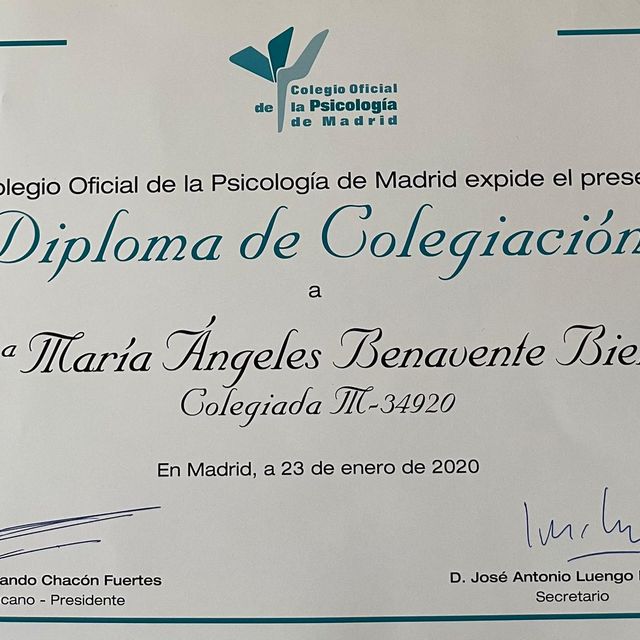 Colegio Oficial
de la Psicología
de Madrid
olegio Oficial de la Psicología de Madrid expide el prese
Diploma de Colegiación
a
ª María Ángeles Benavente Bie
Colegiada M-34920
En Madrid, a 23 de enero de 2020
ando Chacón Fuertes
cano - Presidente
D. José Antonio Luengo
Secretario